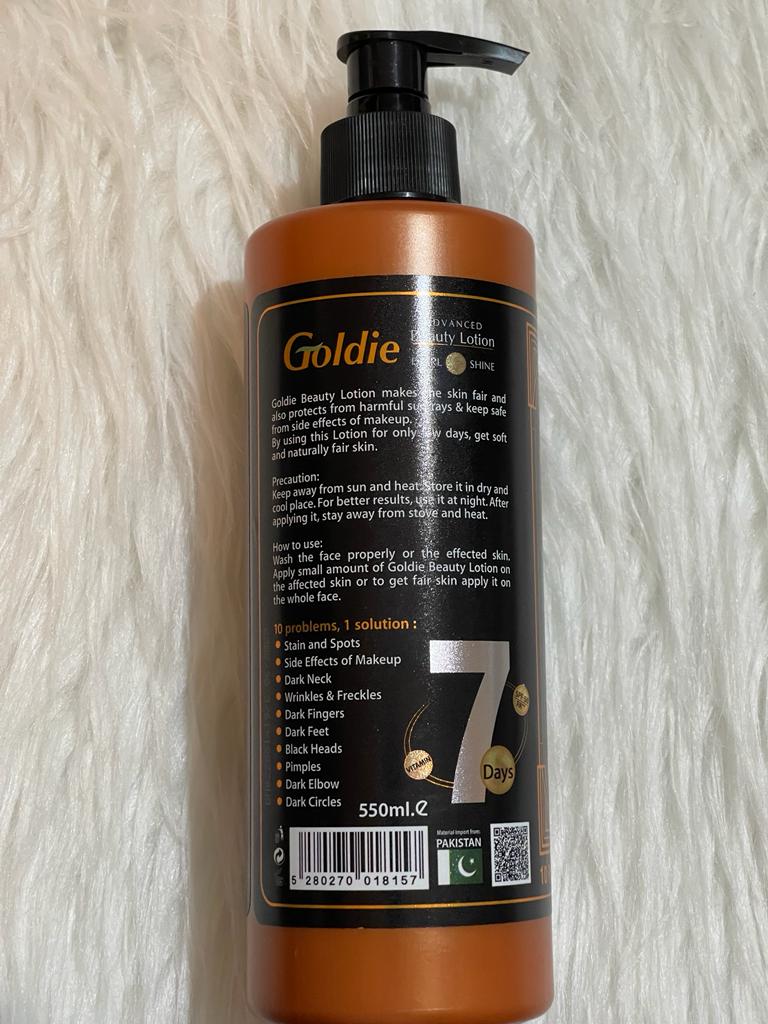 Goldie
ADVANCED
Beauty Lotion
PEARL SHINE
Goldie Beauty Lotion makes the skin fair and
also protects from harmful sun rays & keep safe
from side effects of makeup.
By using this Lotion for only few days, get soft
and naturally fair skin.
Precaution:
Keep away from sun and heat. Store it in dry and
cool place. For better results, use it at night. After
applying it, stay away from stove and heat.
How to use:
Wash the face properly or the effected skin.
Apply small amount of Goldie Beauty Lotion on
the affected skin or to get fair skin apply it on
the whole face.
10 problems, 1 solution :
Stain and Spots
Side Effects of Makeup
Dark Neck
Wrinkles & Freckles
Dark Fingers
Dark Feet
Black Heads
Pimples
Dark Elbow
Dark Circles
7
Days
VITAMIN
550ml.e
5 280270 018157
Material import from:
PAKISTAN